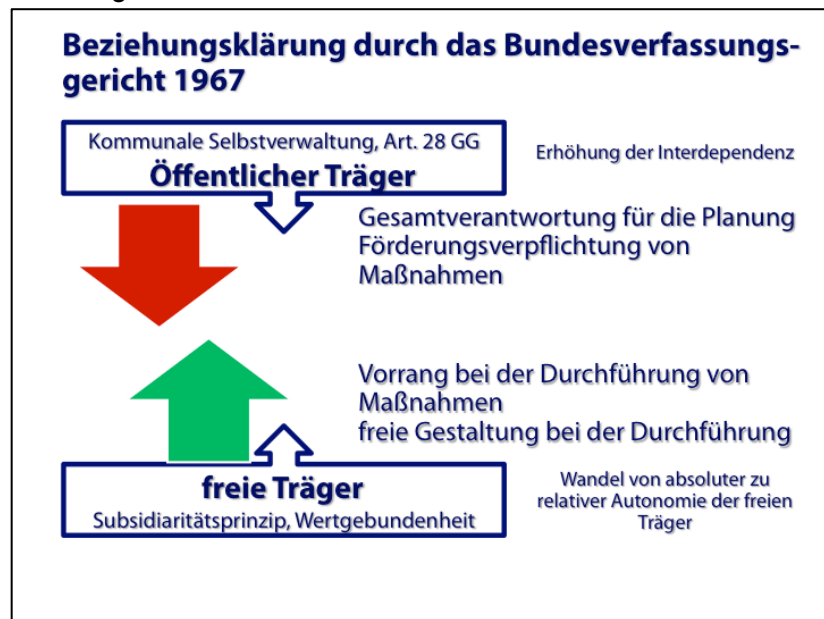 Beziehungsklärung durch das Bundesverfassungs-
gericht 1967
Kommunale Selbstverwaltung, Art. 28 GG
Öffentlicher Träger
Erhöhung der Interdependenz
Gesamtverantwortung für die Planung
Förderungsverpflichtung von
Maßnahmen
Vorrang bei der Durchführung von
Maßnahmen
freie Gestaltung bei der Durchführung
freie Träger
Subsidiaritätsprinzip, Wertgebundenheit
Wandel von absoluter zu
relativer Autonomie der freien
Träger